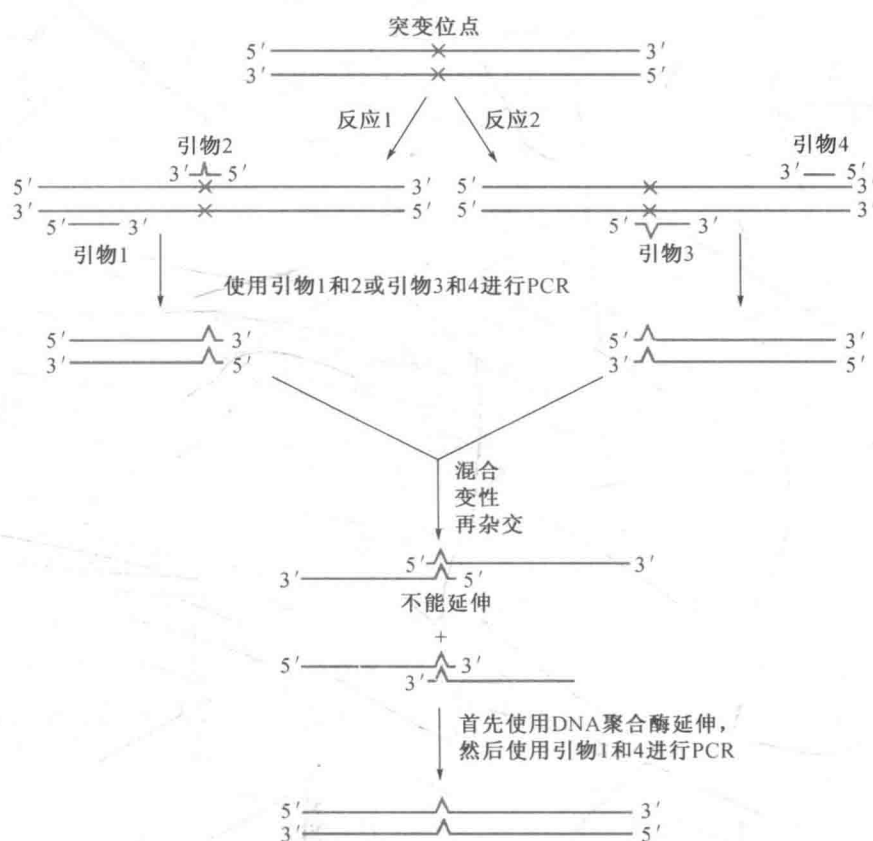 突变位点
5′ 3′
3′ 5′
反应1 反应2
引物2 引物4
3′ 5′ 3′ 5′
5′ 3′ 5′ 3′
3′ 5′ 5′ 3′
5′ 3′ 5′ 3′
引物1 引物3
使用引物1和2或引物3和4进行PCR
5′ 3′ 5′ 3′
3′ 5′ 3′ 5′
混合
变性
再杂交
5′ 3′
3′ 5′
不能延伸
+
5′ 3′
3′
首先使用DNA聚合酶延伸，
然后使用引物1和4进行PCR
5′ 3′
3′ 5′